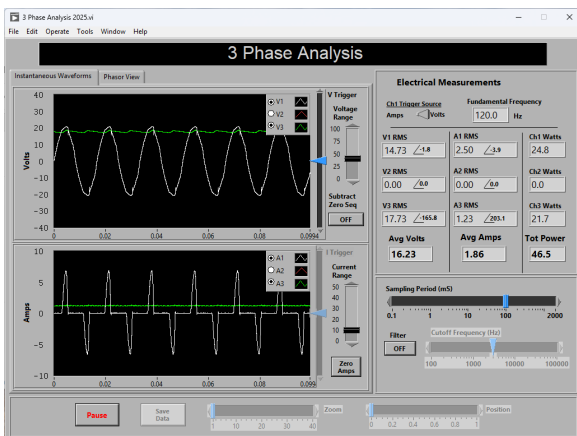 3 Phase Analysis 2025.vi
File Edit Operate Tools Window Help
3 Phase Analysis
Instantaneous Waveforms
Phasor View
40
30
20
10
0
−10
−20
−30
−40
Volts
0 0.02 0.04 0.06 0.08 0.0994
V1
V2
V3
V Trigger
Voltage
Range
100
75
50
25
0
Subtract
Zero Seq
OFF
10
5
0
−5
−10
Amps
0 0.02 0.04 0.06 0.08 0.099
A1
A2
A3
I Trigger
Current
Range
50
40
30
20
10
0
Zero
Amps
Electrical Measurements
Ch1 Trigger Source
Amps Volts
Fundamental Frequency
120.0 Hz
V1 RMS A1 RMS Ch1 Watts
14.73 -1.8 2.50 -3.9 24.8
V2 RMS A2 RMS Ch2 Watts
0.00 0.0 0.00 0.0 0.0
V3 RMS A3 RMS Ch3 Watts
17.73 -165.8 1.23 203.1 21.7
Avg Volts Avg Amps Tot Power
16.23 1.86 46.5
Sampling Period (mS)
0.1 1 10 100 2000
Filter
OFF
Cutoff Frequency (Hz)
100 1000 10000 100000
Pause
Save
Data
Zoom
1 10 20 30 40
Position
0 0.2 0.4 0.6 0.8 1